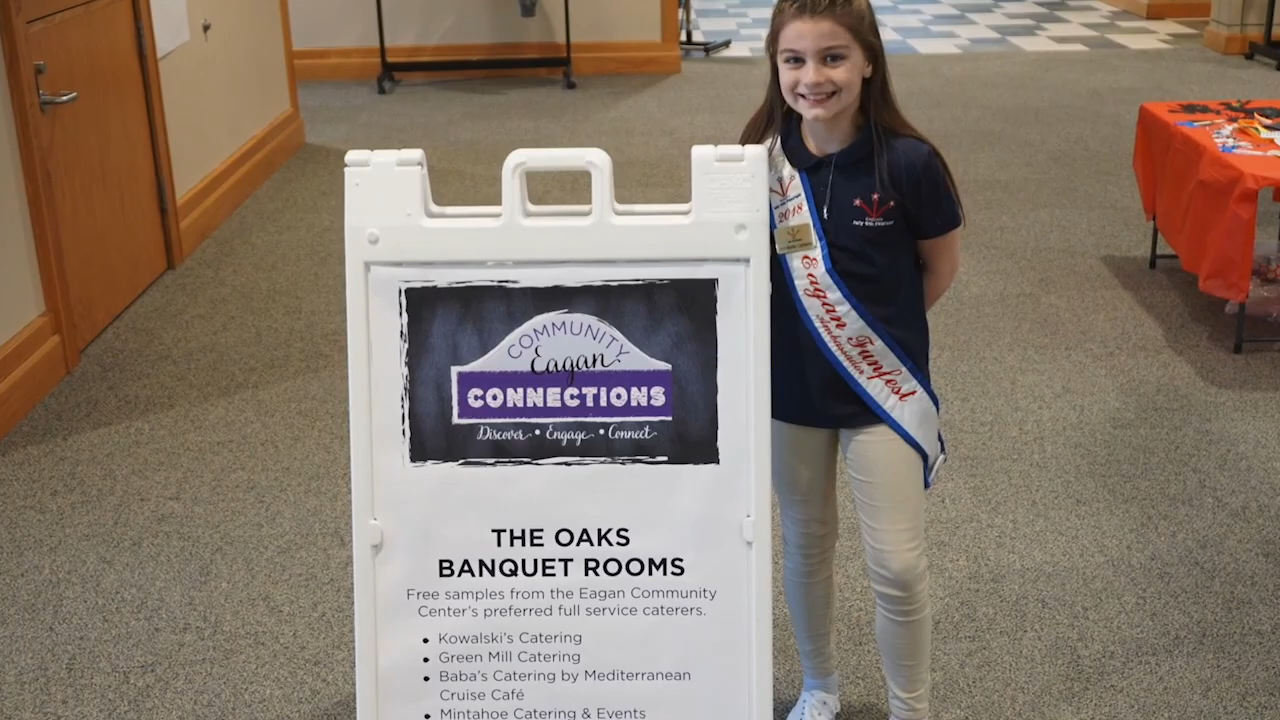 COMMUNITY
Eagan
CONNECTIONS
Discover • Engage • Connect
THE OAKS
BANQUET ROOMS
Free samples from the Eagan Community
Center's preferred full service caterers.
• Kowalski's Catering
• Green Mill Catering
• Baba's Catering by Mediterranean
Cruise Café
• Mintahoe Catering & Events
2018
Eagan Funfest
Ambassador